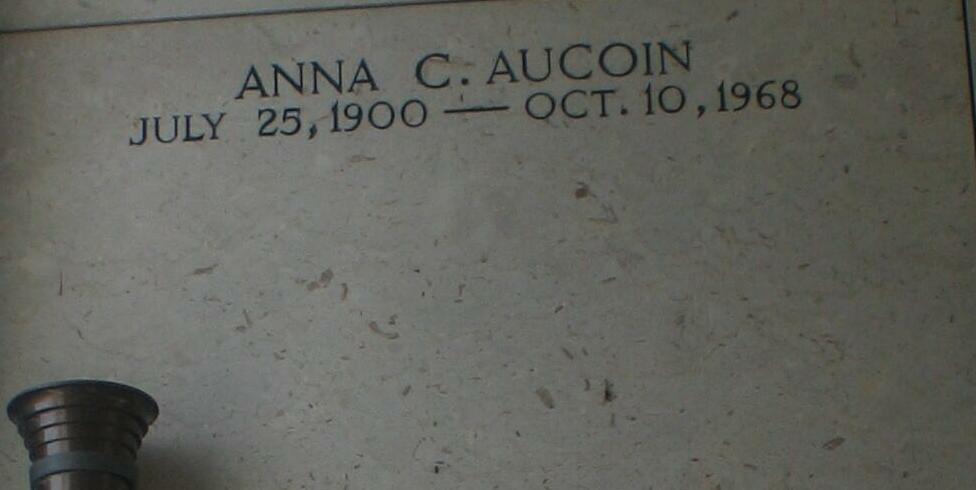 ANNA C. AUCOIN
JULY 25, 1900 — OCT. 10, 1968